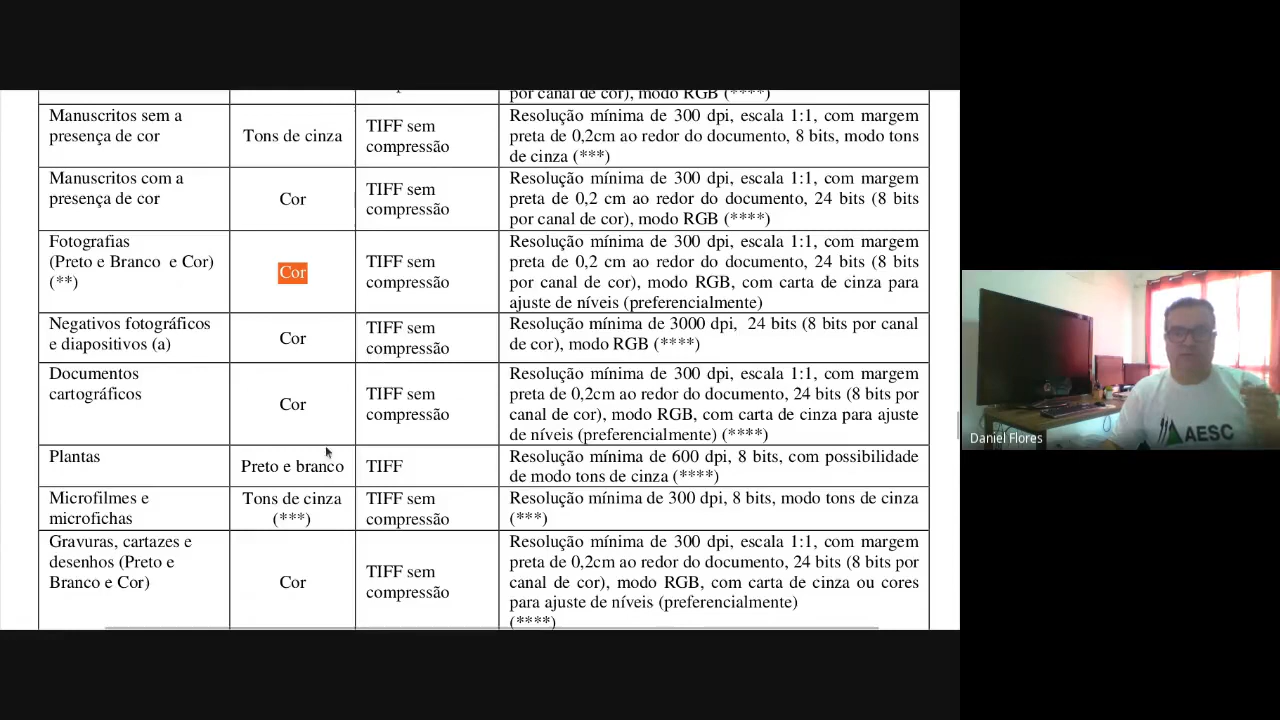 por canal de cor), modo RGB (****)
Manuscritos sem a
presença de cor
Tons de cinza
TIFF sem
compressão
Resolução mínima de 300 dpi, escala 1:1, com margem
preta de 0,2cm ao redor do documento, 8 bits, modo tons
de cinza (***)
Manuscritos com a
presença de cor
Cor
TIFF sem
compressão
Resolução mínima de 300 dpi, escala 1:1, com margem
preta de 0,2 cm ao redor do documento, 24 bits (8 bits
por canal de cor), modo RGB (****)
Fotografias
(Preto e Branco e Cor)
(**)
Cor
TIFF sem
compressão
Resolução mínima de 300 dpi, escala 1:1, com margem
preta de 0,2 cm ao redor do documento, 24 bits (8 bits
por canal de cor), modo RGB, com carta de cinza para
ajuste de níveis (preferencialmente)
Negativos fotográficos
e diapositivos (a)
Cor
TIFF sem
compressão
Resolução mínima de 3000 dpi, 24 bits (8 bits por canal
de cor), modo RGB (****)
Documentos
cartográficos
Cor
TIFF sem
compressão
Resolução mínima de 300 dpi, escala 1:1, com margem
preta de 0,2cm ao redor do documento, 24 bits (8 bits por
canal de cor), modo RGB, com carta de cinza para ajuste
de níveis (preferencialmente) (****)
Plantas
Preto e branco
TIFF
Resolução mínima de 600 dpi, 8 bits, com possibilidade
de modo tons de cinza (****)
Microfilmes e
microfichas
Tons de cinza
(***)
TIFF sem
compressão
Resolução mínima de 300 dpi, 8 bits, modo tons de cinza
(***)
Gravuras, cartazes e
desenhos (Preto e
Branco e Cor)
Cor
TIFF sem
compressão
Resolução mínima de 300 dpi, escala 1:1, com margem
preta de 0,2cm ao redor do documento, 24 bits (8 bits por
canal de cor), modo RGB, com carta de cinza ou cores
para ajuste de níveis (preferencialmente)
(****)
Daniel Flores
AESC